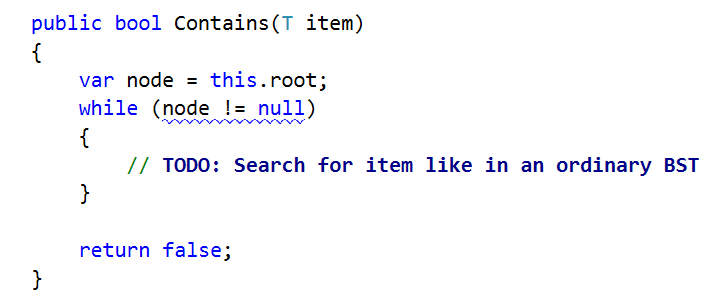 public bool Contains(T item)
{
    var node = this.root;
    while (node != null)
    {
        // TODO: Search for item like in an ordinary BST
    }

    return false;
}